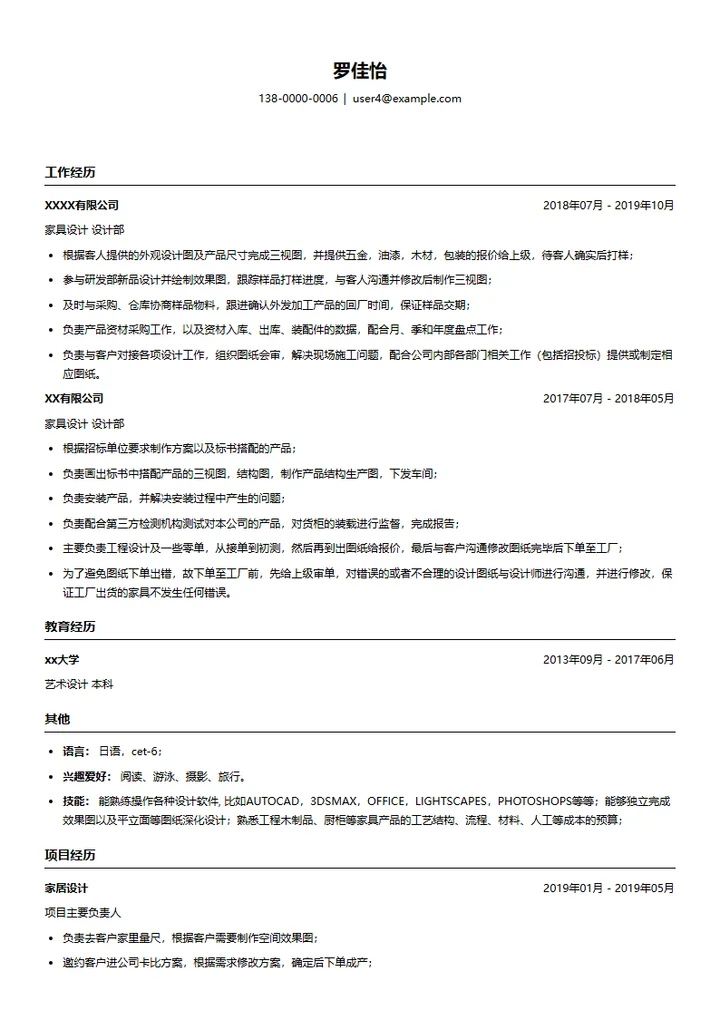 罗佳怡
138-0000-0006 | user4@example.com
工作经历
XXXX有限公司 2018年07月 - 2019年10月
家具设计 设计部
• 根据客人提供的外观设计图及产品尺寸完成三视图，并提供五金，油漆，木材，包装的报价给上级，待客人确实后打样；
• 参与研发部新品设计并绘制效果图，跟踪样品打样进度，与客人沟通并修改后制作三视图；
• 及时与采购、仓库协商样品物料，跟进确认外发加工产品的回厂时间，保证样品交期；
• 负责产品资材采购工作，以及资材入库、出库、装配件的数据，配合月、季和年度盘点工作；
• 负责与客户对接各项设计工作，组织图纸会审，解决现场施工问题，配合公司内部各部门相关工作（包括招投标）提供或制定相
应图纸。
XX有限公司 2017年07月 - 2018年05月
家具设计 设计部
• 根据招标单位要求制作方案以及标书搭配的产品；
• 负责画出标书中搭配产品的三视图，结构图，制作产品结构生产图，下发车间；
• 负责安装产品，并解决安装过程中产生的问题；
• 负责配合第三方检测机构测试对本公司的产品，对货柜的装载进行监督，完成报告；
• 主要负责工程设计及一些零单，从接单到初测，然后再到出图纸给报价，最后与客户沟通修改图纸完毕后下单至工厂；
• 为了避免图纸下单出错，故下单至工厂前，先给上级审单，对错误的或者不合理的设计图纸与设计师进行沟通，并进行修改，保
证工厂出货的家具不发生任何错误。
教育经历
xx大学 2013年09月 - 2017年06月
艺术设计 本科
其他
• 语言： 日语，cet-6；
• 兴趣爱好： 阅读、游泳、摄影、旅行。
• 技能： 能熟练操作各种设计软件, 比如AUTOCAD，3DSMAX，OFFICE，LIGHTSCAPES，PHOTOSHOPS等等；能够独立完成
效果图以及平立面等图纸深化设计；熟悉工程木制品、厨柜等家具产品的工艺结构、流程、材料、人工等成本的预算；
项目经历
家居设计 2019年01月 - 2019年05月
项目主要负责人
• 负责去客户家里量尺，根据客户需要制作空间效果图；
• 邀约客户进公司卡比方案，根据需求修改方案，确定后下单成产；